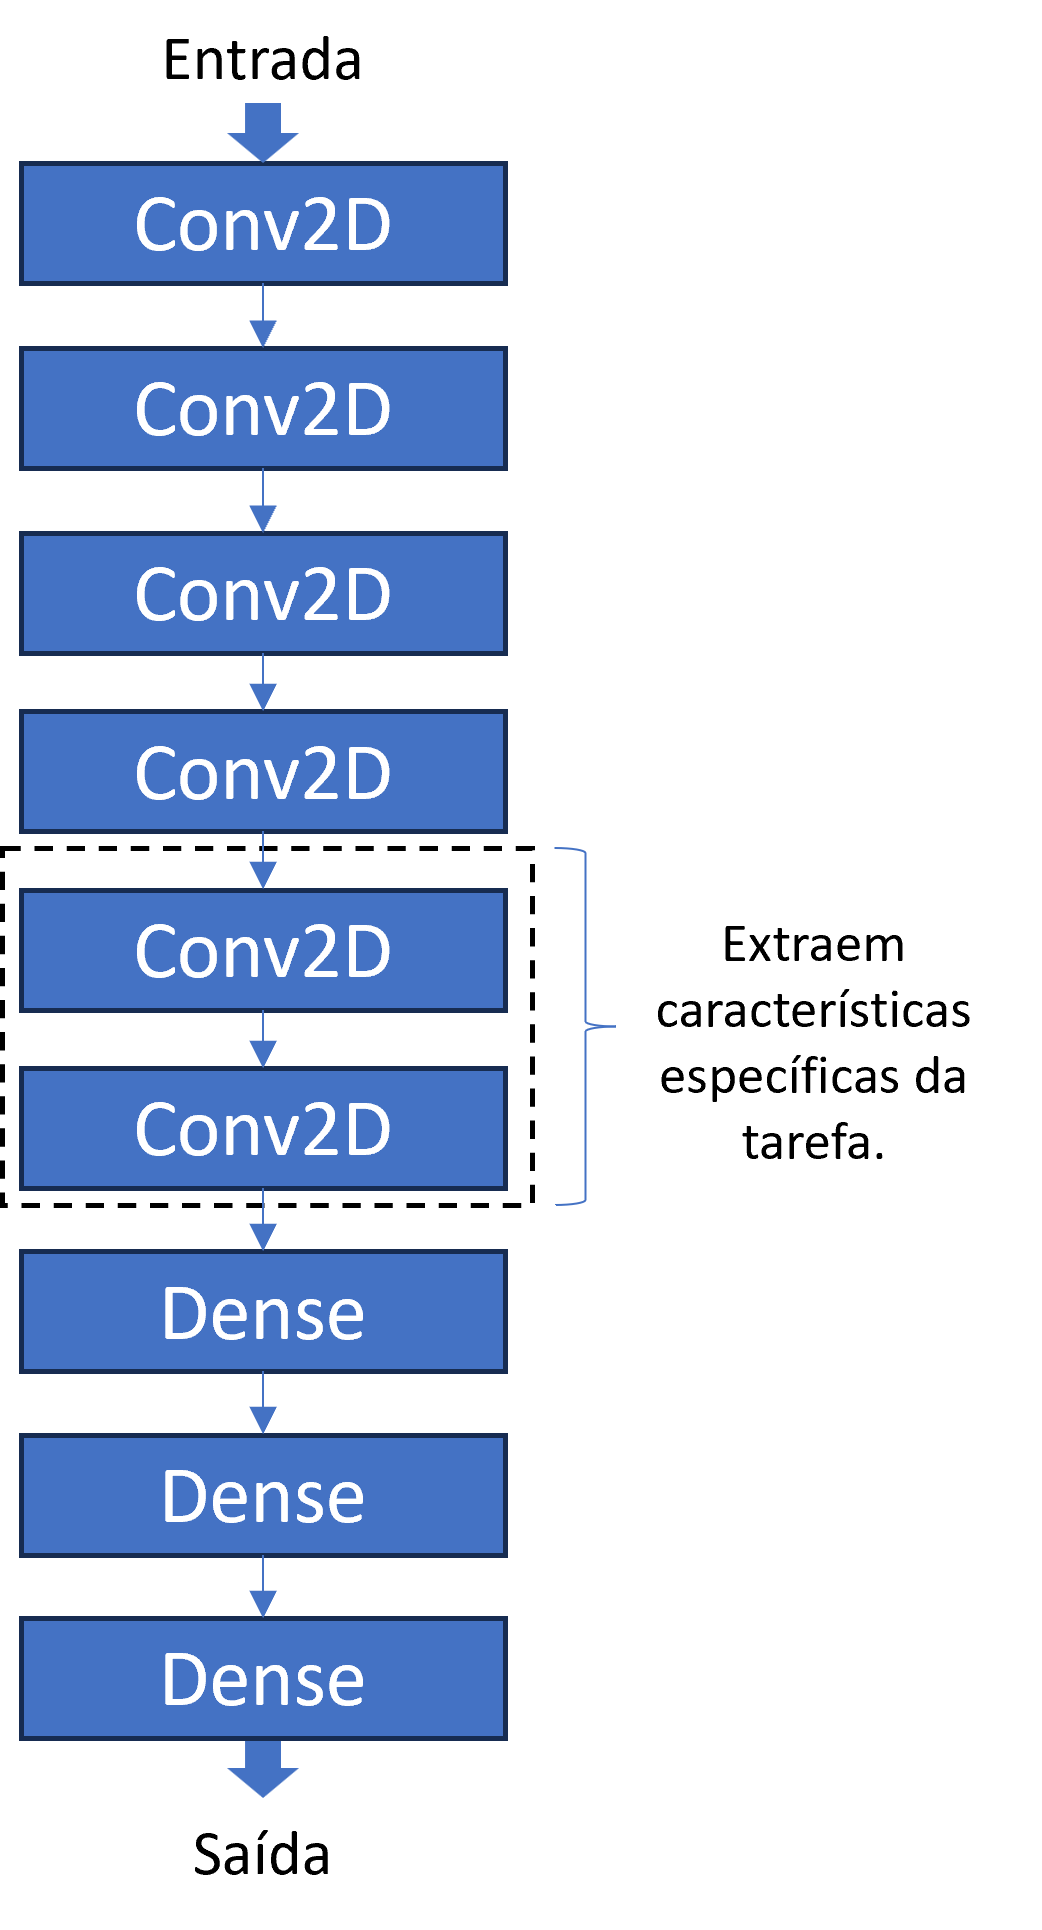 Entrada
Conv2D
Conv2D
Conv2D
Conv2D
Conv2D
Conv2D
Extraem
características
específicas da
tarefa.
Dense
Dense
Dense
Saída